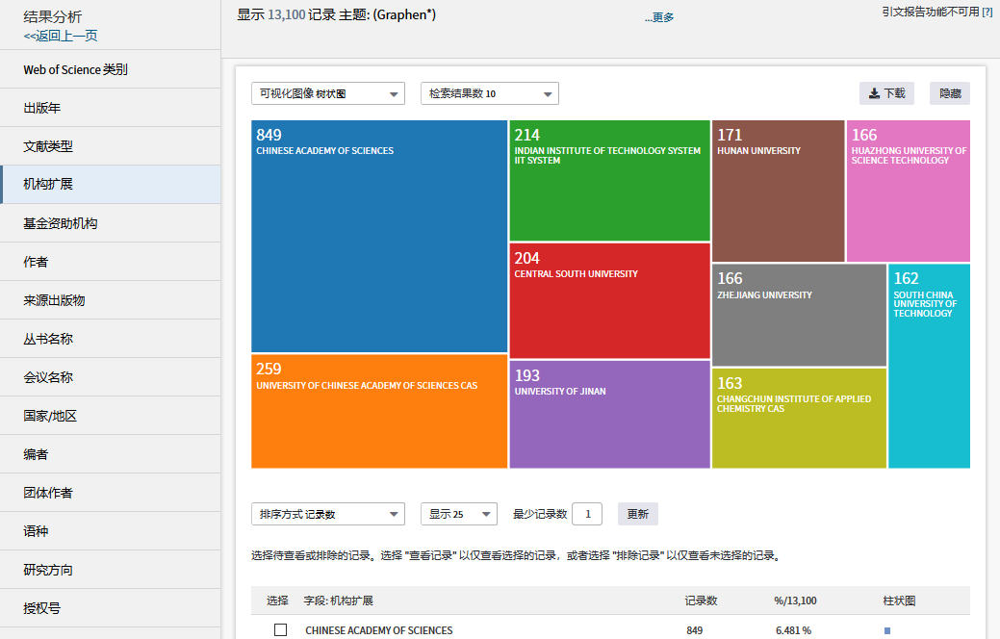 结果分析
<<返回上一页
Web of Science 类别
出版年
文献类型
机构扩展
基金资助机构
作者
来源出版物
丛书名称
会议名称
国家/地区
编者
团体作者
语种
研究方向
授权号
显示 13,100 记录 主题: (Graphen*)
...更多
引文报告功能不可用 [?]
可视化图像 树状图
检索结果数 10
下载
隐藏
849
CHINESE ACADEMY OF SCIENCES
259
UNIVERSITY OF CHINESE ACADEMY OF SCIENCES CAS
214
INDIAN INSTITUTE OF TECHNOLOGY SYSTEM
IIT SYSTEM
204
CENTRAL SOUTH UNIVERSITY
193
UNIVERSITY OF JINAN
171
HUNAN UNIVERSITY
166
HUAZHONG UNIVERSITY OF
SCIENCE TECHNOLOGY
166
ZHEJIANG UNIVERSITY
163
CHANGCHUN INSTITUTE OF APPLIED
CHEMISTRY CAS
162
SOUTH CHINA
UNIVERSITY OF
TECHNOLOGY
排序方式 记录数
显示 25
最少记录数 1
更新
选择待查看或排除的记录。选择 "查看记录" 以仅查看选择的记录，或者选择 "排除记录" 以仅查看未选择的记录。
选择 字段: 机构扩展 记录数 %/13,100 柱状图
CHINESE ACADEMY OF SCIENCES 849 6.481 %